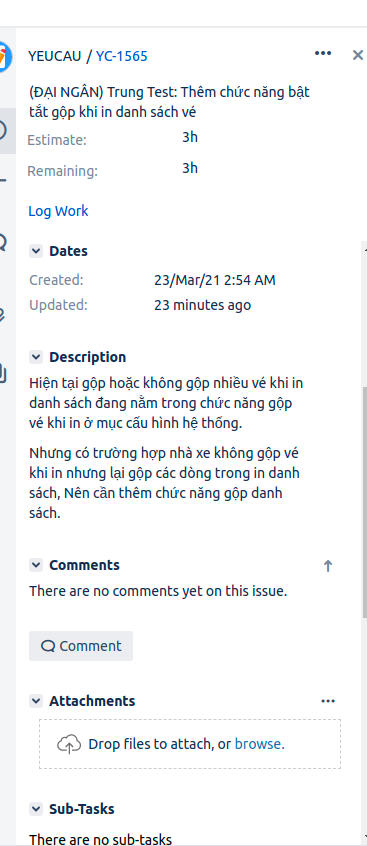 YEUCAU / YC-1565
(ĐẠI NGÂN) Trung Test: Thêm chức năng bật
tắt gộp khi in danh sách vé
Estimate: 3h
Remaining: 3h
Log Work
Dates
Created: 23/Mar/21 2:54 AM
Updated: 23 minutes ago
Description
Hiện tại gộp hoặc không gộp nhiều vé khi in
danh sách đang nằm trong chức năng gộp
vé khi in ở mục cấu hình hệ thống.
Nhưng có trường hợp nhà xe không gộp vé
khi in nhưng lại gộp các dòng trong in danh
sách, Nên cần thêm chức năng gộp danh
sách.
Comments
There are no comments yet on this issue.
Comment
Attachments
Drop files to attach, or browse.
Sub-Tasks
There are no sub-tasks